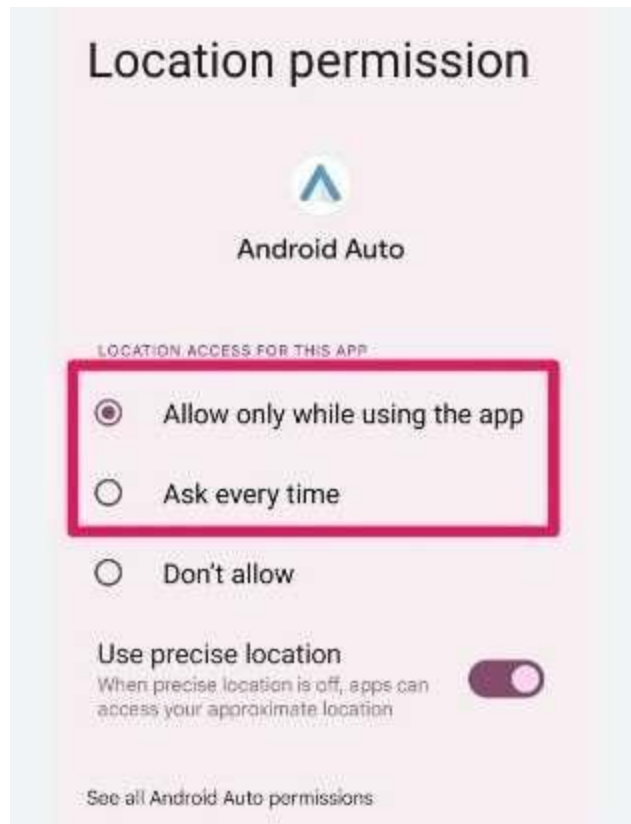 Location permission
Android Auto
LOCATION ACCESS FOR THIS APP
Allow only while using the app
Ask every time
Don't allow
Use precise location
When precise location is off, apps can
access your approximate location
See all Android Auto permissions